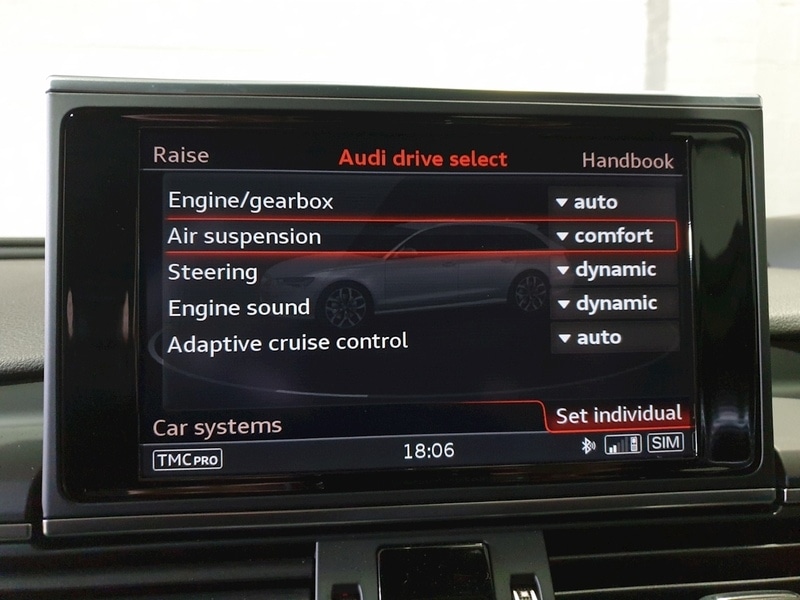 Raise Audi drive select Handbook
Engine/gearbox ▼ auto
Air suspension ▼ comfort
Steering ▼ dynamic
Engine sound ▼ dynamic
Adaptive cruise control ▼ auto
Car systems Set individual
TMC PRO 18:06 SIM